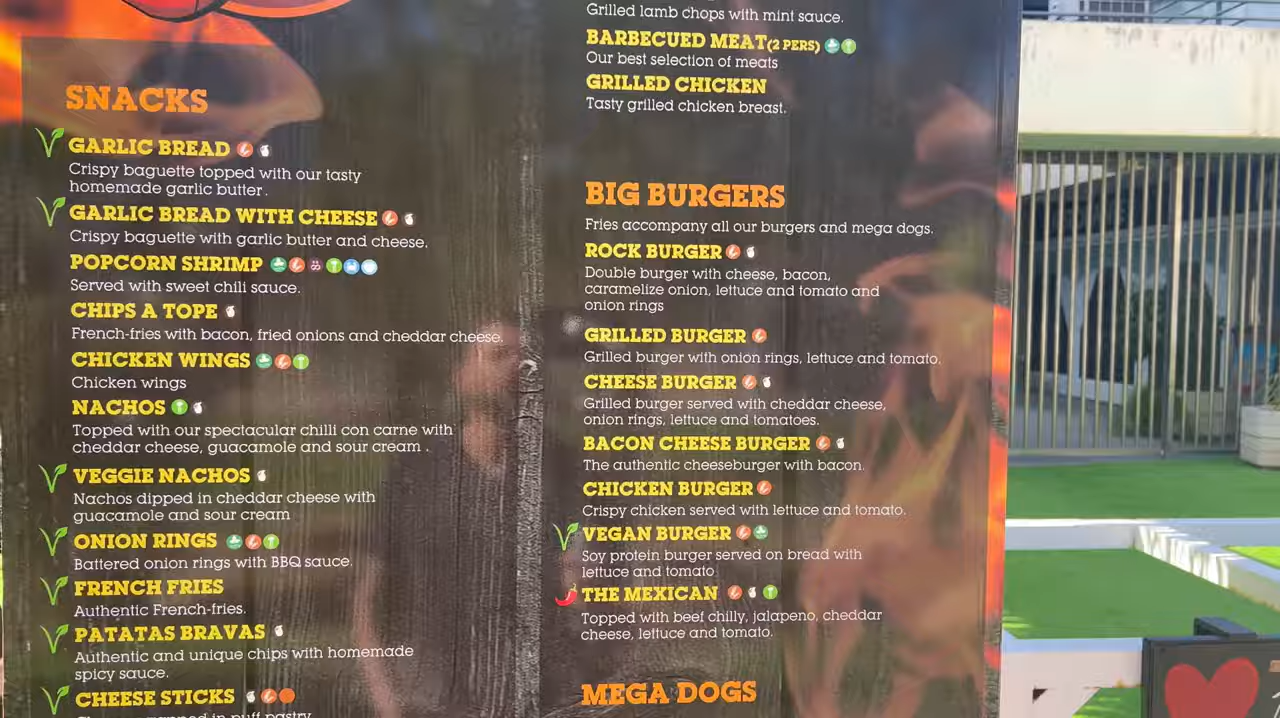 SNACKS
GARLIC BREAD
Crispy baguette topped with our tasty
homemade garlic butter.
GARLIC BREAD WITH CHEESE
Crispy baguette with garlic butter and cheese.
POPCORN SHRIMP
Served with sweet chili sauce.
CHIPS A TOPE
French-fries with bacon, fried onions and cheddar cheese.
CHICKEN WINGS
Chicken wings
NACHOS
Topped with our spectacular chilli con carne with
cheddar cheese, guacamole and sour cream .
VEGGIE NACHOS
Nachos dipped in cheddar cheese with
guacamole and sour cream
ONION RINGS
Battered onion rings with BBQ sauce.
FRENCH FRIES
Authentic French-fries.
PATATAS BRAVAS
Authentic and unique chips with homemade
spicy sauce.
CHEESE STICKS
in puff pastry
Grilled lamb chops with mint sauce.
BARBECUED MEAT(2 PERS)
Our best selection of meats
GRILLED CHICKEN
Tasty grilled chicken breast.
BIG BURGERS
Fries accompany all our burgers and mega dogs.
ROCK BURGER
Double burger with cheese, bacon,
caramelize onion, lettuce and tomato and
onion rings
GRILLED BURGER
Grilled burger with onion rings, lettuce and tomato.
CHEESE BURGER
Grilled burger served with cheddar cheese,
onion rings, lettuce and tomatoes.
BACON CHEESE BURGER
The authentic cheeseburger with bacon.
CHICKEN BURGER
Crispy chicken served with lettuce and tomato.
VEGAN BURGER
Soy protein burger served on bread with
lettuce and tomato
THE MEXICAN
Topped with beef chilly, jalapeno, cheddar
cheese, lettuce and tomato.
MEGA DOGS